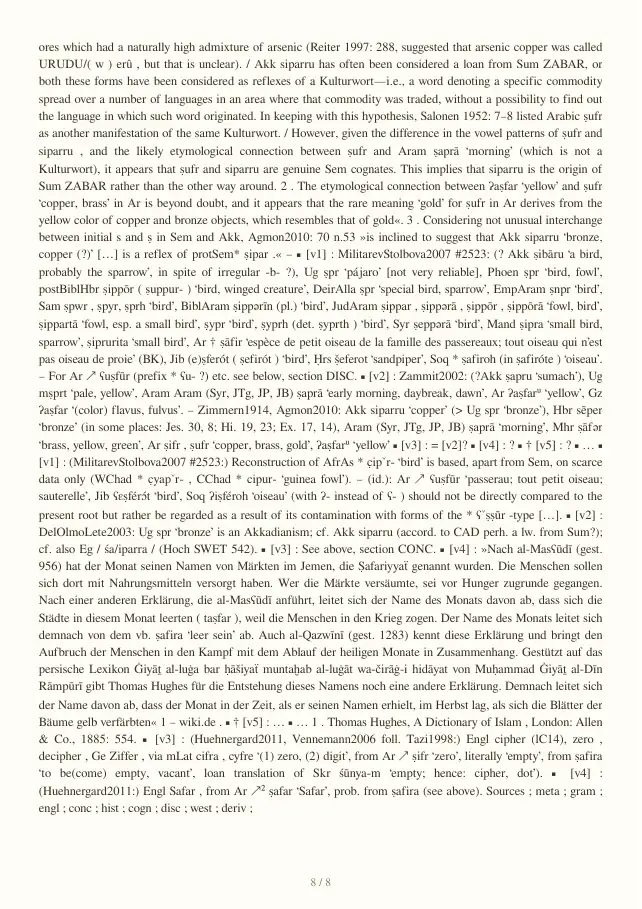 ores which had a naturally high admixture of arsenic (Reiter 1997: 288, suggested that arsenic copper was called
URUDU/( w ) erû , but that is unclear). / Akk siparru has often been considered a loan from Sum ZABAR, or
both these forms have been considered as reflexes of a Kulturwort—i.e., a word denoting a specific commodity
spread over a number of languages in an area where that commodity was traded, without a possibility to find out
the language in which such word originated. In keeping with this hypothesis, Salonen 1952: 7–8 listed Arabic ṣufr
as another manifestation of the same Kulturwort. / However, given the difference in the vowel patterns of ṣufr and
siparru , and the likely etymological connection between ṣufr and Aram ṣaprā ‘morning’ (which is not a
Kulturwort), it appears that ṣufr and siparru are genuine Sem cognates. This implies that siparru is the origin of
Sum ZABAR rather than the other way around. 2 . The etymological connection between ʔaṣfar ‘yellow’ and ṣufr
‘copper, brass’ in Ar is beyond doubt, and it appears that the rare meaning ‘gold’ for ṣufr in Ar derives from the
yellow color of copper and bronze objects, which resembles that of gold«. 3 . Considering not unusual interchange
between initial s and ṣ in Sem and Akk, Agmon2010: 70 n.53 »is inclined to suggest that Akk siparru ‘bronze,
copper (?)’ […] is a reflex of protSem* ṣipar .« – ▪ [v1] : MilitarevStolbova2007 #2523: (? Akk ṣibāru ‘a bird,
probably the sparrow’, in spite of irregular -b- ?), Ug ṣpr ‘pájaro’ [not very reliable], Phoen ṣpr ‘bird, fowl’,
postBiblHbr ṣippōr ( ṣuppur- ) ‘bird, winged creature’, DeirAlla ṣpr ‘special bird, sparrow’, EmpAram ṣnpr ‘bird’,
Sam ṣpwr , ṣpyr, ṣprh ‘bird’, BiblAram ṣippərīn (pl.) ‘bird’, JudAram ṣippar , ṣippərā , ṣippōr , ṣippōrā ‘fowl, bird’,
ṣippartā ‘fowl, esp. a small bird’, ṣypr ‘bird’, ṣyprh (det. ṣyprth ) ‘bird’, Syr ṣeppərā ‘bird’, Mand ṣipra ‘small bird,
sparrow’, ṣiprurita ‘small bird’, Ar † ṣāfir ‘espèce de petit oiseau de la famille des passereaux; tout oiseau qui n’est
pas oiseau de proie’ (BK), Jib (e)ṣferót ( ṣefirót ) ‘bird’, Ḥrs ṣeferot ‘sandpiper’, Soq * ṣafiroh (in ṣafiróte ) ‘oiseau’.
– For Ar ↗ ʕuṣfūr (prefix * ʕu- ?) etc. see below, section DISC. ▪ [v2] : Zammit2002: (?Akk ṣapru ‘sumach’), Ug
mṣprt ‘pale, yellow’, Aram Aram (Syr, JTg, JP, JB) ṣaprā ‘early morning, daybreak, dawn’, Ar ʔaṣfarᵘ ‘yellow’, Gz
ʔaṣfar ‘(color) flavus, fulvus’. – Zimmern1914, Agmon2010: Akk siparru ‘copper’ (> Ug spr ‘bronze’), Hbr sēper
‘bronze’ (in some places: Jes. 30, 8; Hi. 19, 23; Ex. 17, 14), Aram (Syr, JTg, JP, JB) ṣaprā ‘morning’, Mhr ṣāfər
‘brass, yellow, green’, Ar ṣifr , ṣufr ‘copper, brass, gold’, ʔaṣfarᵘ ‘yellow’ ▪ [v3] : = [v2]? ▪ [v4] : ? ▪ † [v5] : ? ▪ … ▪
[v1] : (MilitarevStolbova2007 #2523:) Reconstruction of AfrAs * ç̣ipˇr- ‘bird’ is based, apart from Sem, on scarce
data only (WChad * c̣yapˇr- , CChad * c̣ipur- ‘guinea fowl’). – (id.): Ar ↗ ʕuṣfūr ‘passerau; tout petit oiseau;
sauterelle’, Jib ʕeṣférót ‘bird’, Soq ʔiṣféroh ‘oiseau’ (with ʔ- instead of ʕ- ) should not be directly compared to the
present root but rather be regarded as a result of its contamination with forms of the * ʕˇṣṣūr -type […]. ▪ [v2] :
DelOlmoLete2003: Ug spr ‘bronze’ is an Akkadianism; cf. Akk siparru (accord. to CAD perh. a lw. from Sum?);
cf. also Eg / śa/iparra / (Hoch SWET 542). ▪ [v3] : See above, section CONC. ▪ [v4] : »Nach al-Masʕūdī (gest.
956) hat der Monat seinen Namen von Märkten im Jemen, die Ṣafariyyaẗ genannt wurden. Die Menschen sollen
sich dort mit Nahrungsmitteln versorgt haben. Wer die Märkte versäumte, sei vor Hunger zugrunde gegangen.
Nach einer anderen Erklärung, die al-Masʕūdī anführt, leitet sich der Name des Monats davon ab, dass sich die
Städte in diesem Monat leerten ( taṣfar ), weil die Menschen in den Krieg zogen. Der Name des Monats leitet sich
demnach von dem vb. ṣafira ‘leer sein’ ab. Auch al-Qazwīnī (gest. 1283) kennt diese Erklärung und bringt den
Aufbruch der Menschen in den Kampf mit dem Ablauf der heiligen Monate in Zusammenhang. Gestützt auf das
persische Lexikon Ġiyāṯ al-luġa bar ḥāšiyaẗ muntaḫab al-luġāt wa-čirāġ-i hidāyat von Muḥammad Ġiyāṯ al-Dīn
Rāmpūrī gibt Thomas Hughes für die Entstehung dieses Namens noch eine andere Erklärung. Demnach leitet sich
der Name davon ab, dass der Monat in der Zeit, als er seinen Namen erhielt, im Herbst lag, als sich die Blätter der
Bäume gelb verfärbten« 1 – wiki.de . ▪ † [v5] : … ▪ … 1 . Thomas Hughes, A Dictionary of Islam , London: Allen
& Co., 1885: 554. ▪ [v3] : (Huehnergard2011, Vennemann2006 foll. Tazi1998:) Engl cipher (lC14), zero ,
decipher , Ge Ziffer , via mLat cifra , cyfre ‘(1) zero, (2) digit’, from Ar ↗ ṣifr ‘zero’, literally ‘empty’, from ṣafira
‘to be(come) empty, vacant’, loan translation of Skr śūnya-m ‘empty; hence: cipher, dot’). ▪ [v4] :
(Huehnergard2011:) Engl Safar , from Ar ↗² ṣafar ‘Safar’, prob. from ṣafira (see above). Sources ; meta ; gram ;
engl ; conc ; hist ; cogn ; disc ; west ; deriv ;
8 / 8